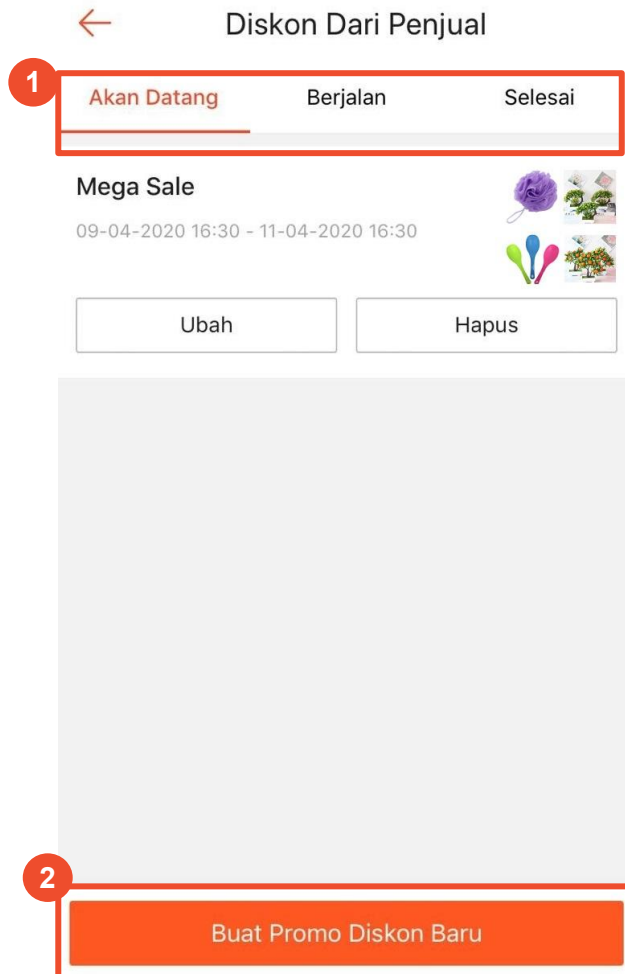 Diskon Dari Penjual
1
Akan Datang Berjalan Selesai
Mega Sale
09-04-2020 16:30 - 11-04-2020 16:30
Ubah Hapus
2
Buat Promo Diskon Baru